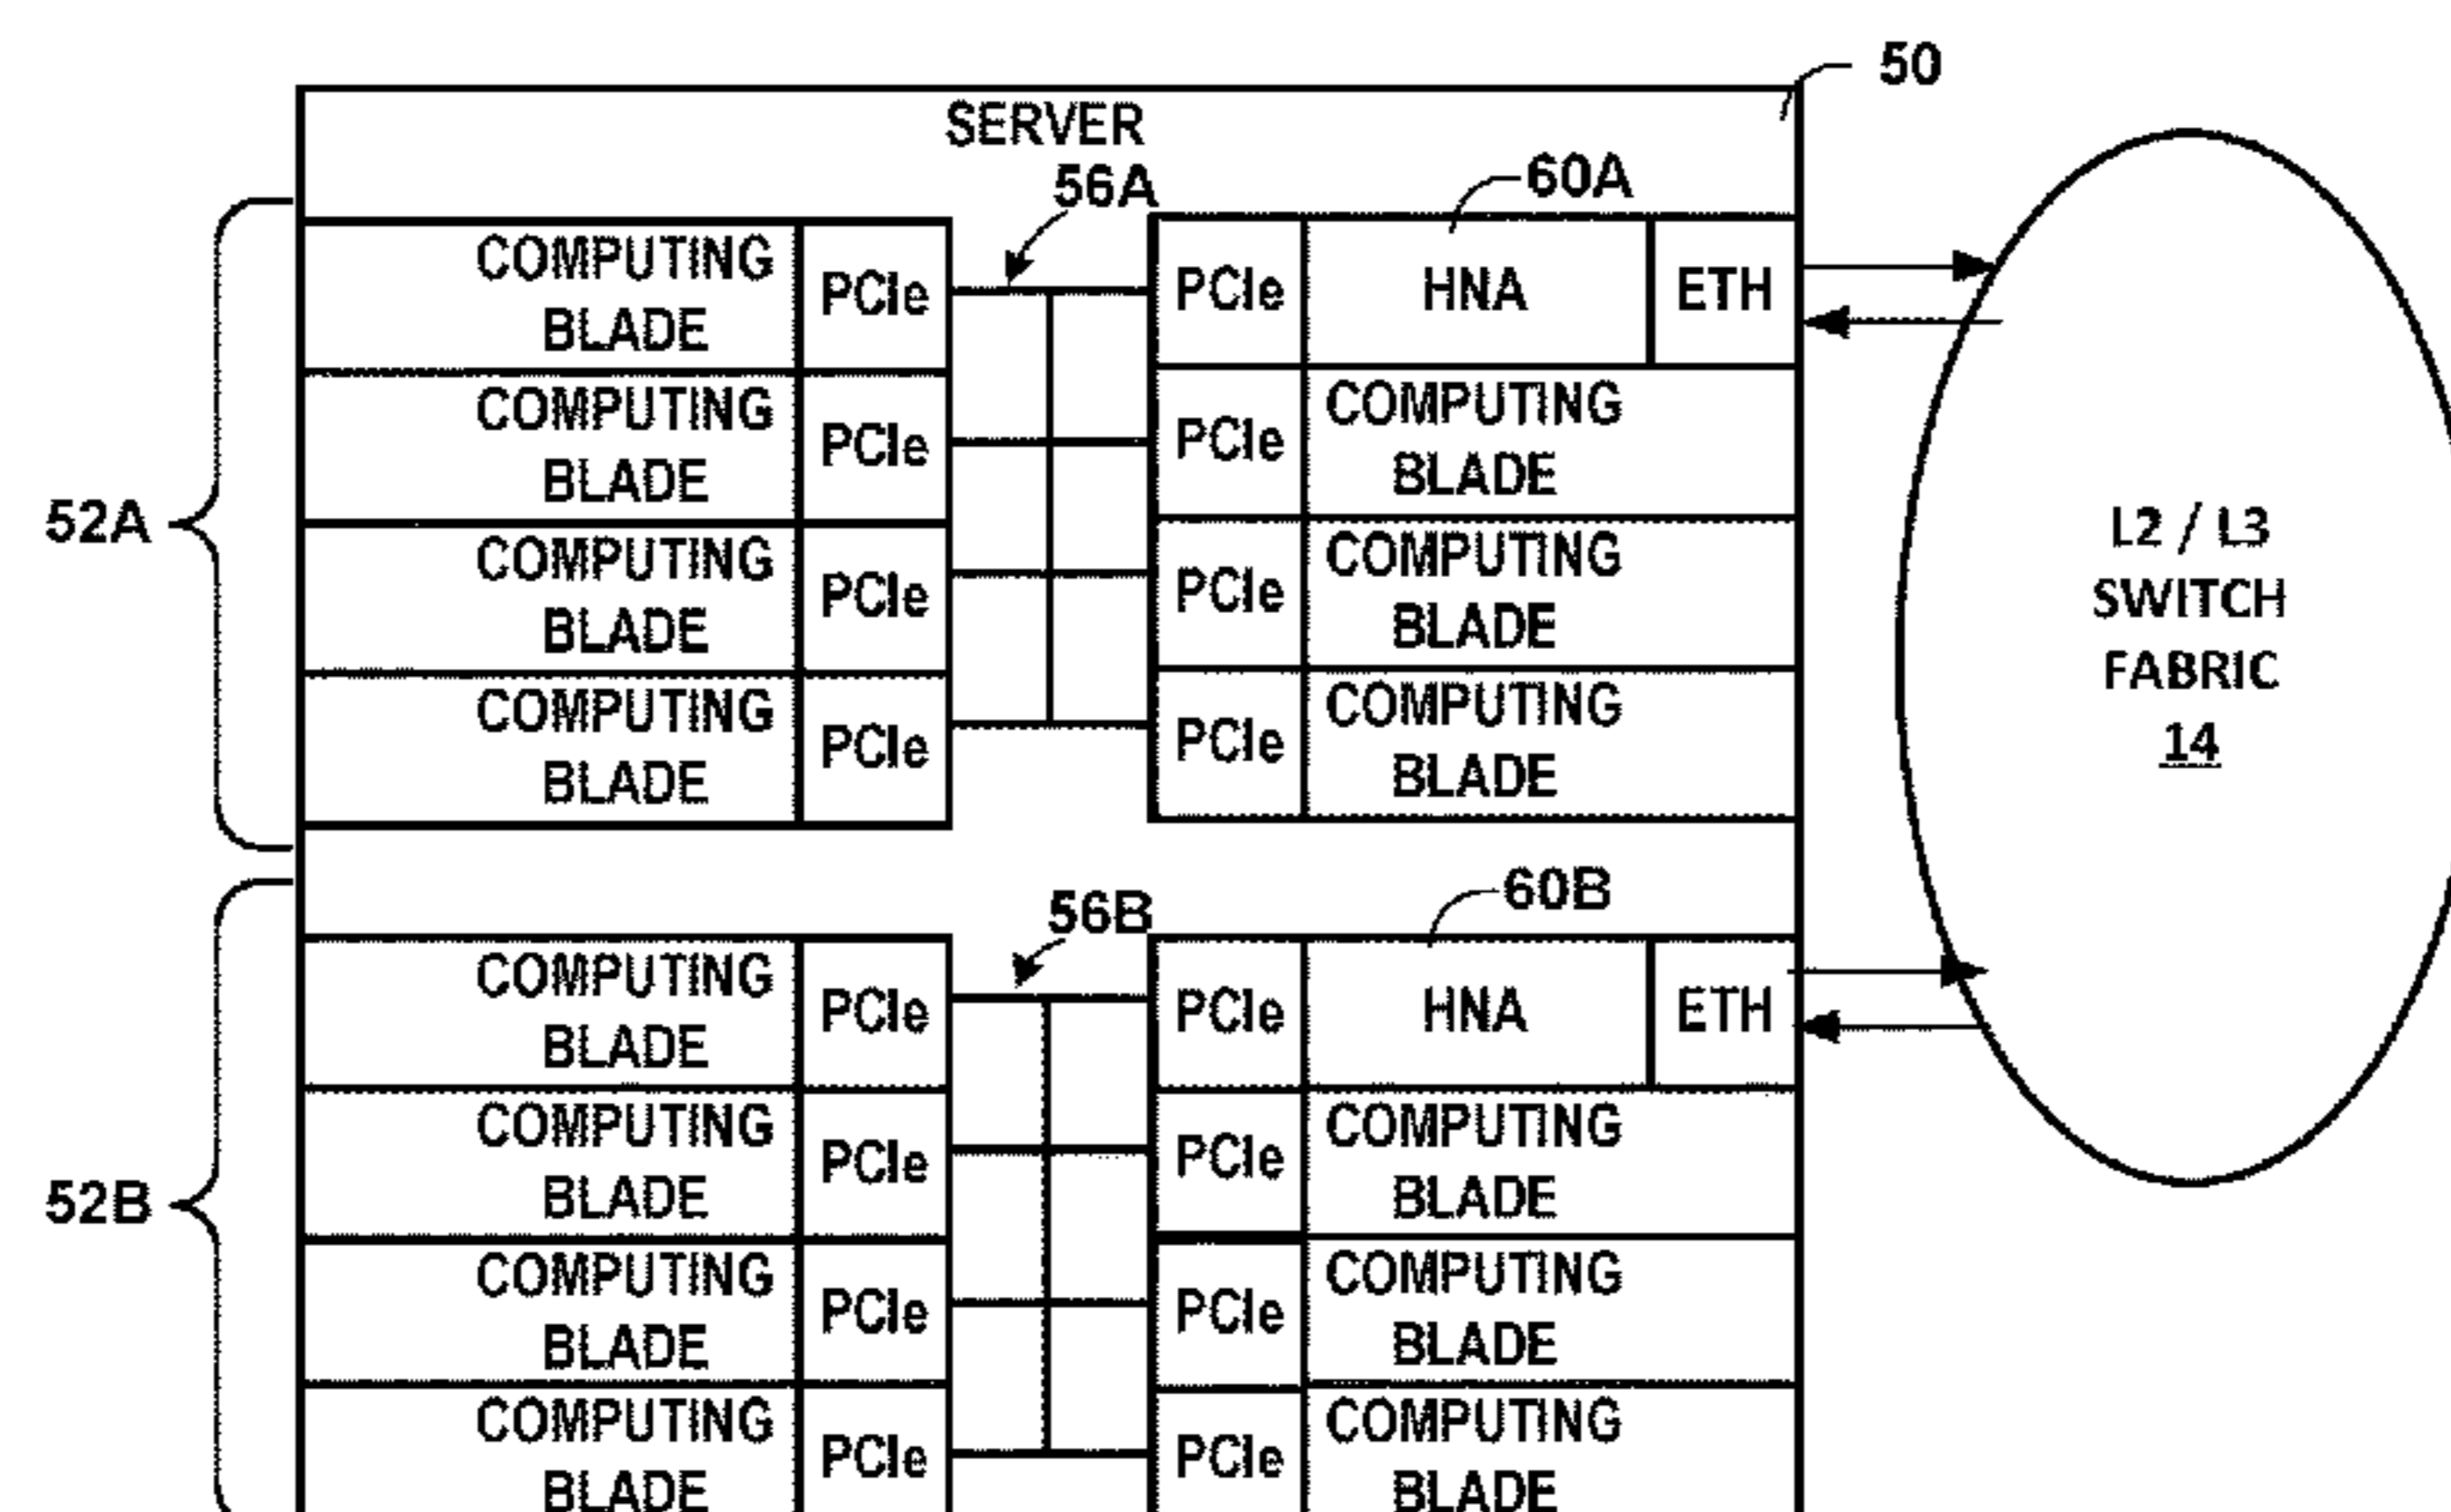 50
SERVER
56A
60A
COMPUTING
BLADE
PCIe
PCIe
HNA
ETH
COMPUTING
BLADE
PCIe
PCIe
COMPUTING
BLADE
COMPUTING
BLADE
PCIe
PCIe
COMPUTING
BLADE
COMPUTING
BLADE
PCIe
PCIe
COMPUTING
BLADE
52A
L2 / L3
SWITCH
FABRIC
14
56B
60B
COMPUTING
BLADE
PCIe
PCIe
HNA
ETH
COMPUTING
BLADE
PCIe
PCIe
COMPUTING
BLADE
COMPUTING
BLADE
PCIe
PCIe
COMPUTING
BLADE
COMPUTING
BLADE
PCIe
PCIe
COMPUTING
BLADE
52B